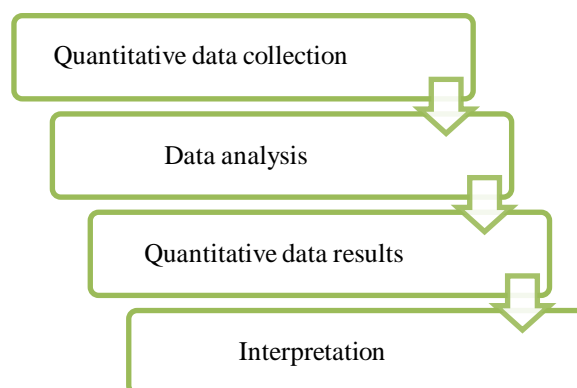 Quantitative data collection
Data analysis
Quantitative data results
Interpretation